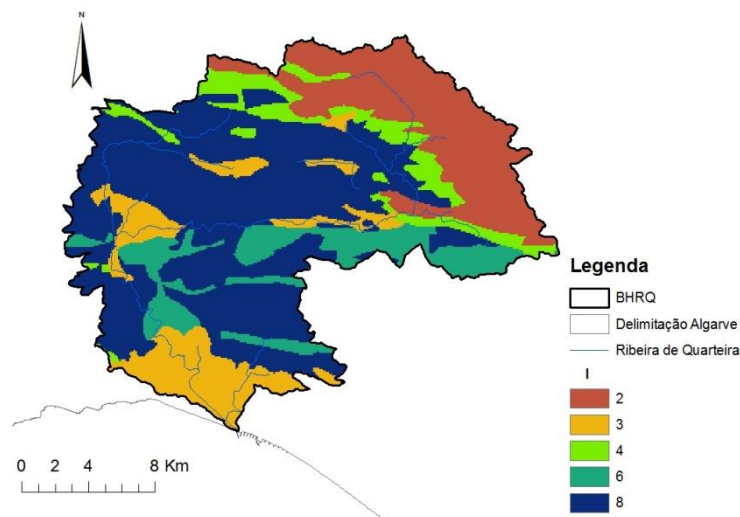 N
Legenda
BHRQ
Delimitação Algarve
Ribeira de Quarteira
I
2
3
4
6
8
0 2 4 8 Km